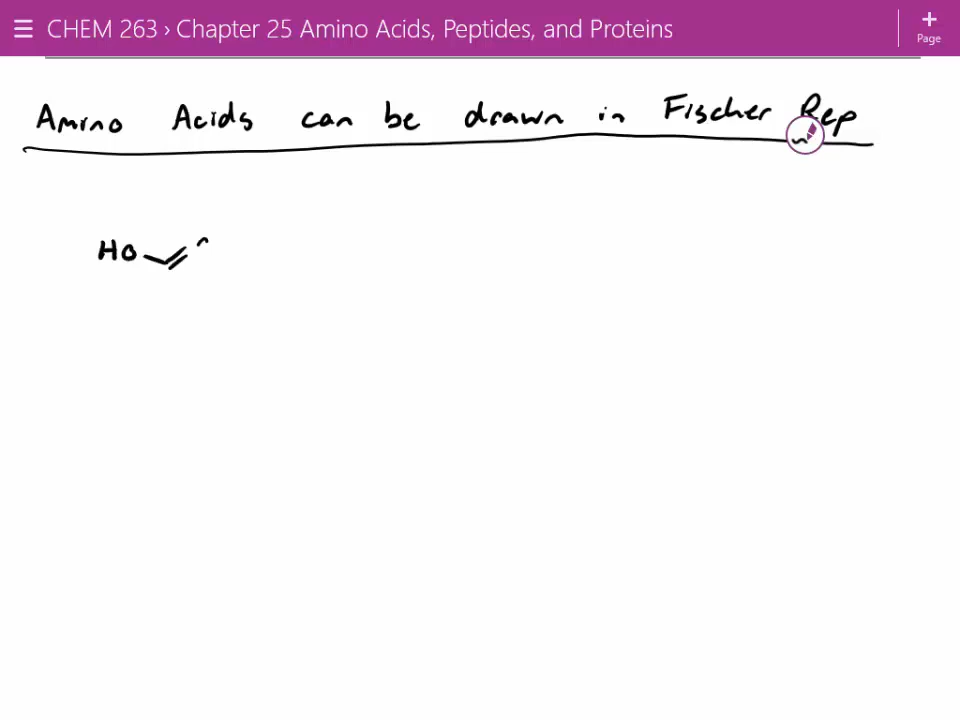 CHEM 263 › Chapter 25 Amino Acids, Peptides, and Proteins
Page
Amino Acids can be drawn in Fischer Rep
HO